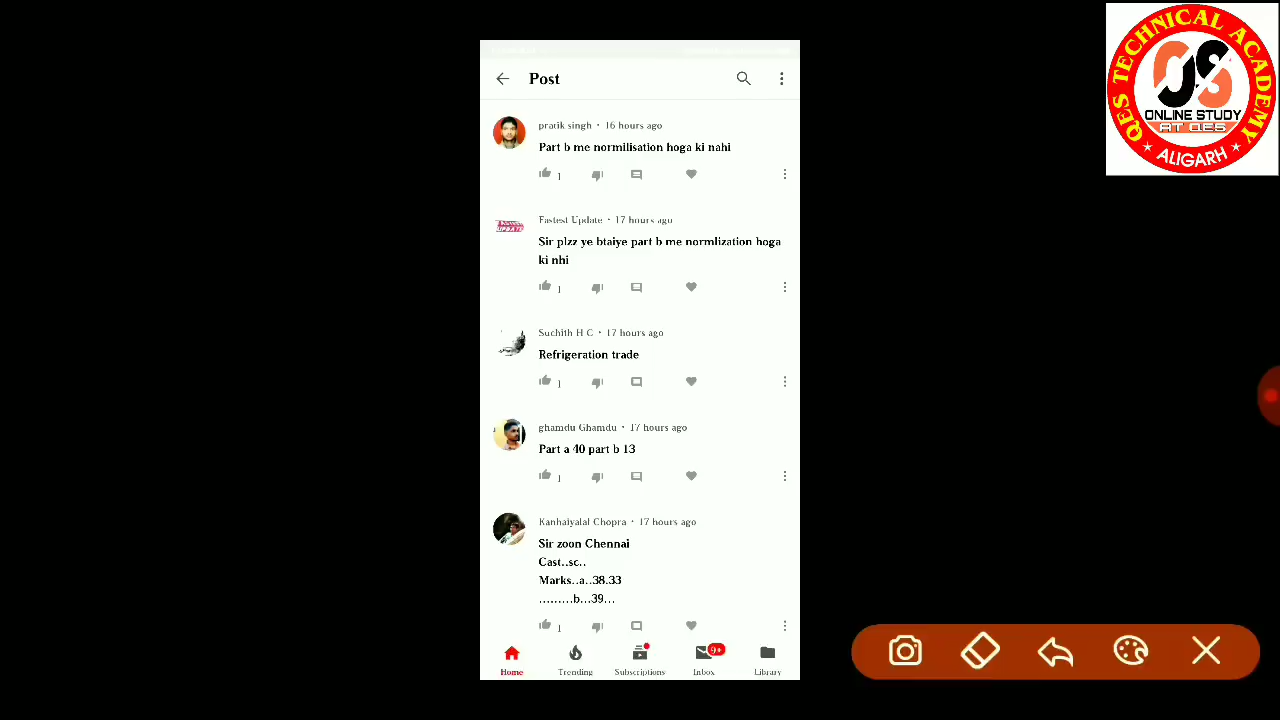 QES TECHNICAL ACADEMY
OS
ONLINE STUDY
AT QES
★ ALIGARH ★
Post
pratik singh · 16 hours ago
Part b me normilisation hoga ki nahi
1
Fastest Update · 17 hours ago
UPDATE
Sir plzz ye btaiye part b me normlization hoga
ki nhi
1
Suchith H C · 17 hours ago
Refrigeration trade
1
ghamdu Ghamdu · 17 hours ago
Part a 40 part b 13
1
Kanhaiyalal Chopra · 17 hours ago
Sir zoon Chennai
Cast..sc..
Marks..a..38.33
.........b...39...
1
9+
Home Trending Subscriptions Inbox Library